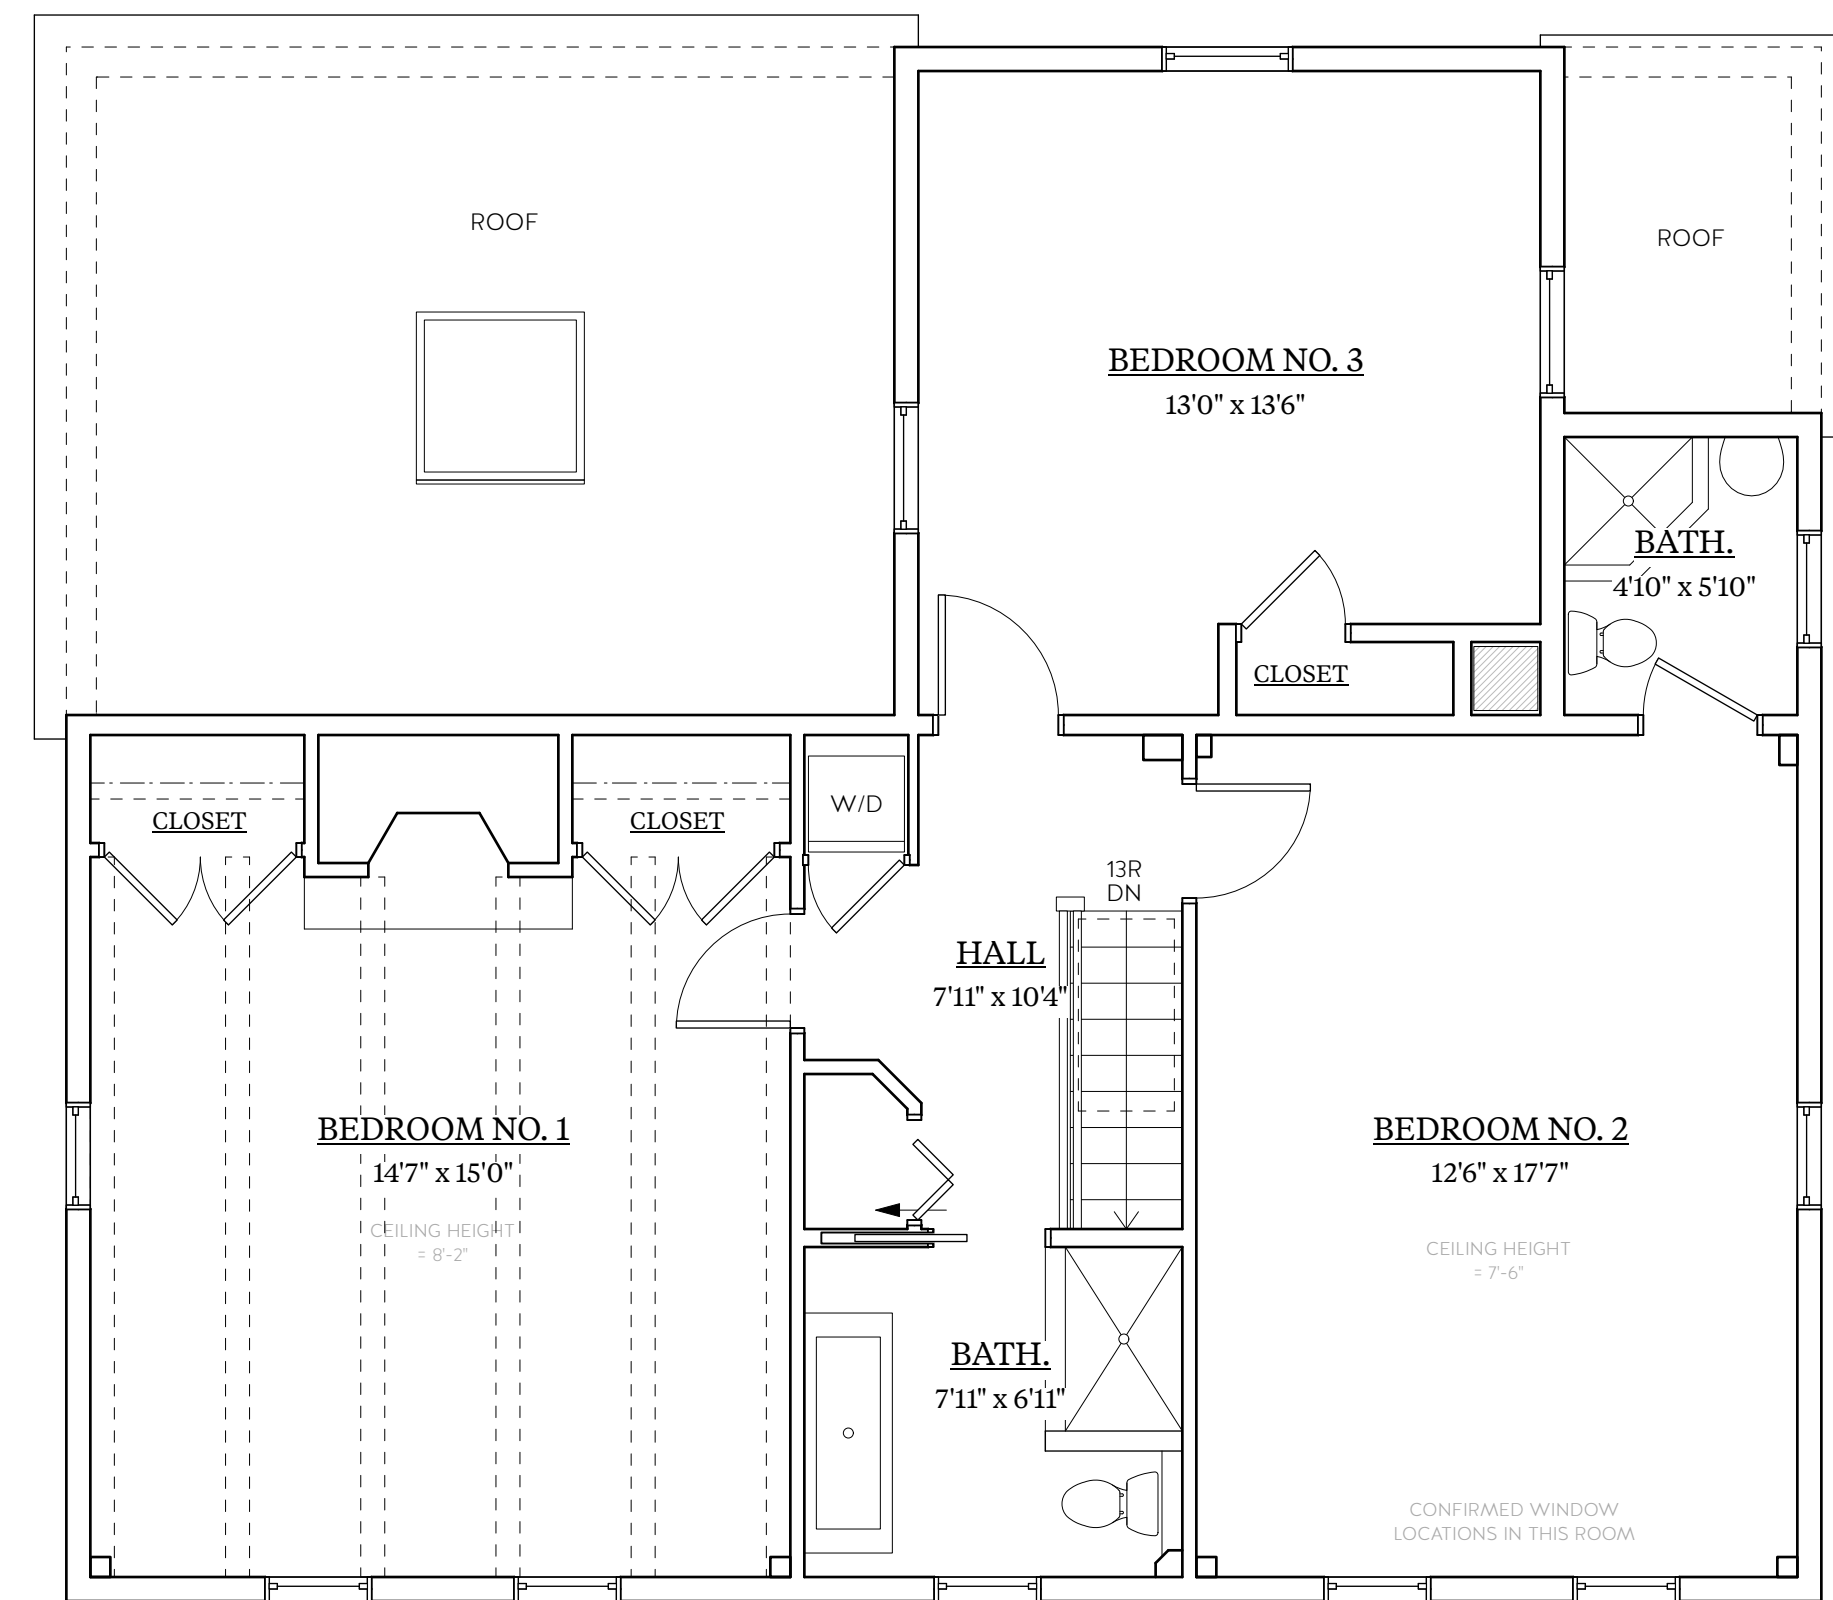 ROOF
ROOF
BEDROOM NO. 3
13'0" x 13'6"
BATH.
4'10" x 5'10"
CLOSET
W/D
CLOSET
CLOSET
13R
DN
HALL
7'11" x 10'4"
BEDROOM NO. 1
14'7" x 15'0"
CEILING HEIGHT
= 8'-2"
BEDROOM NO. 2
12'6" x 17'7"
CEILING HEIGHT
= 7'-6"
BATH.
7'11" x 6'11"
CONFIRMED WINDOW
LOCATIONS IN THIS ROOM